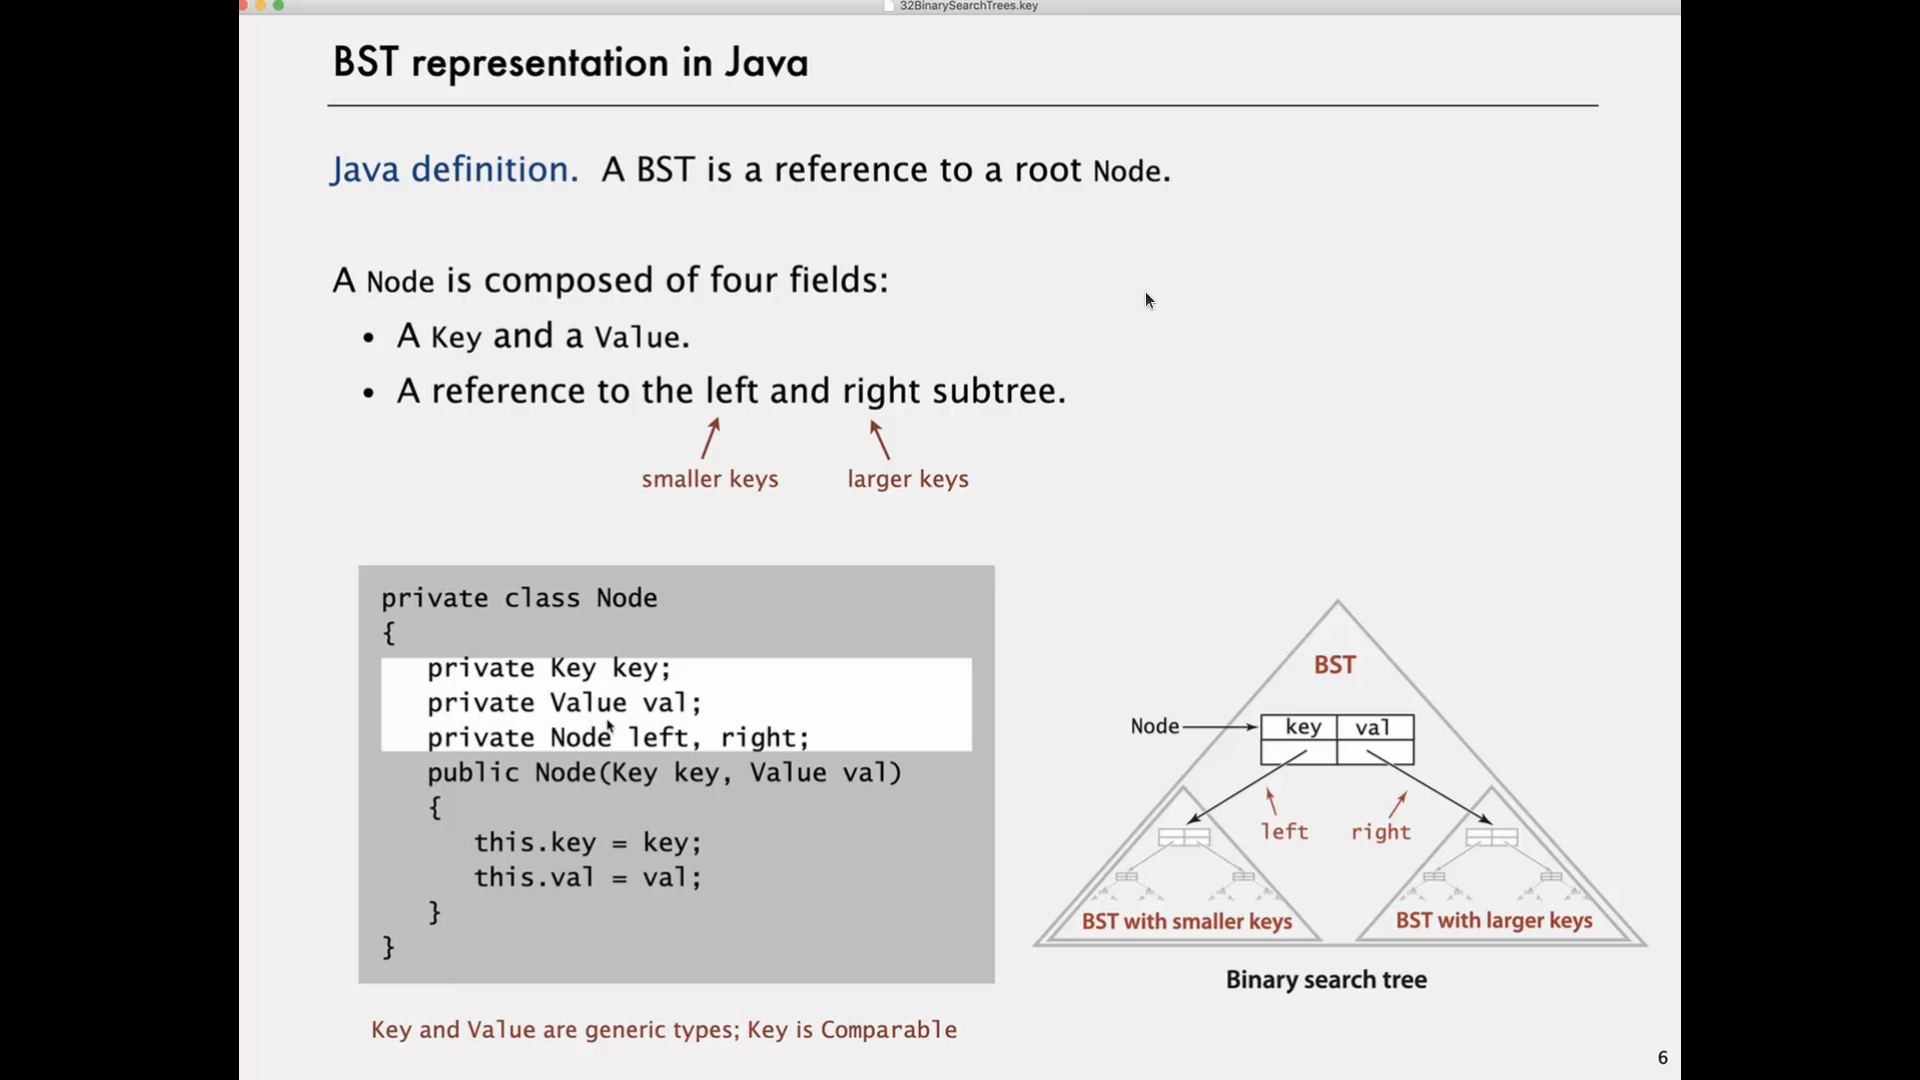 32BinarySearchTrees.key
BST representation in Java
Java definition. A BST is a reference to a root Node.
A Node is composed of four fields:
• A Key and a Value.
• A reference to the left and right subtree.
smaller keys
larger keys
private class Node
{
private Key key;
private Value val;
private Node left, right;
public Node(Key key, Value val)
{
this.key = key;
this.val = val;
}
}
Key and Value are generic types; Key is Comparable
BST
Node
key
val
left
right
BST with smaller keys
BST with larger keys
Binary search tree
6